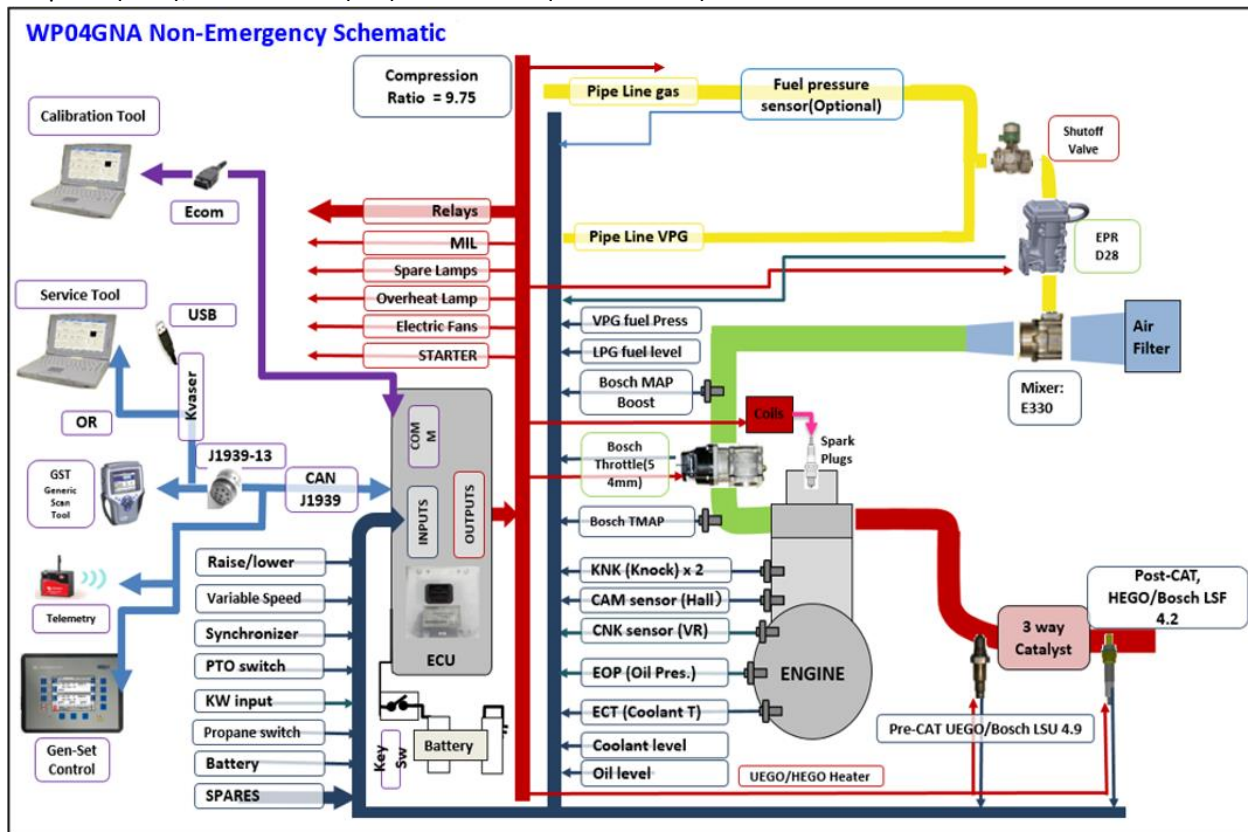 WP04GNA Non-Emergency Schematic
Compression
Ratio = 9.75
Pipe Line gas
Fuel pressure
sensor(Optional)
Shutoff
Valve
Calibration Tool
Ecom
Relays
MIL
Spare Lamps
Overheat Lamp
Electric Fans
STARTER
Pipe Line VPG
EPR
D28
Service Tool
USB
OR
Kvaser
VPG fuel Press
LPG fuel level
Bosch MAP
Boost
Air
Filter
Mixer:
E330
Coils
Spark
Plugs
Bosch
Throttle(5
4mm)
Bosch TMAP
COM
M
INPUTS
OUTPUTS
ECU
J1939-13
GST
Generic
Scan
Tool
CAN
J1939
Telemetry
Gen-Set
Control
Raise/lower
Variable Speed
Synchronizer
PTO switch
KW input
Propane switch
Battery
SPARES
Key
Sw
Battery
KNK (Knock) x 2
CAM sensor (Hall)
CNK sensor (VR)
EOP (Oil Pres.)
ECT (Coolant T)
Coolant level
Oil level
ENGINE
3 way
Catalyst
Post-CAT,
HEGO/Bosch LSF
4.2
Pre-CAT UEGO/Bosch LSU 4.9
UEGO/HEGO Heater